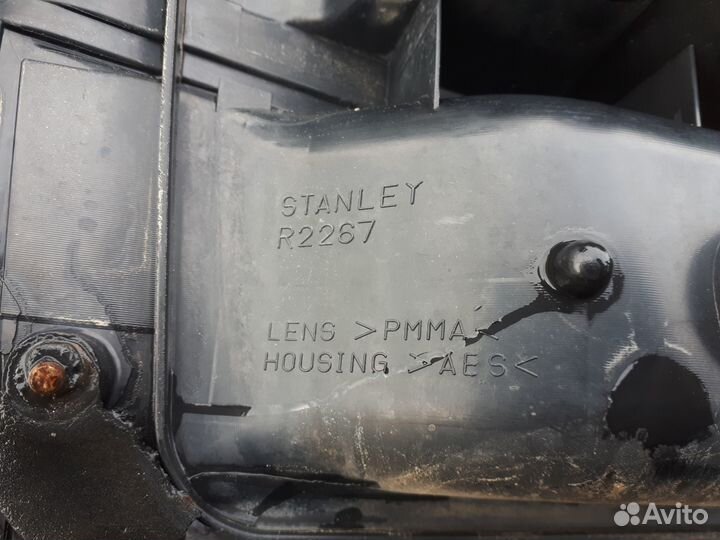 STANLEY
R2267
LENS >PMMA<
HOUSING >AES<
Avito